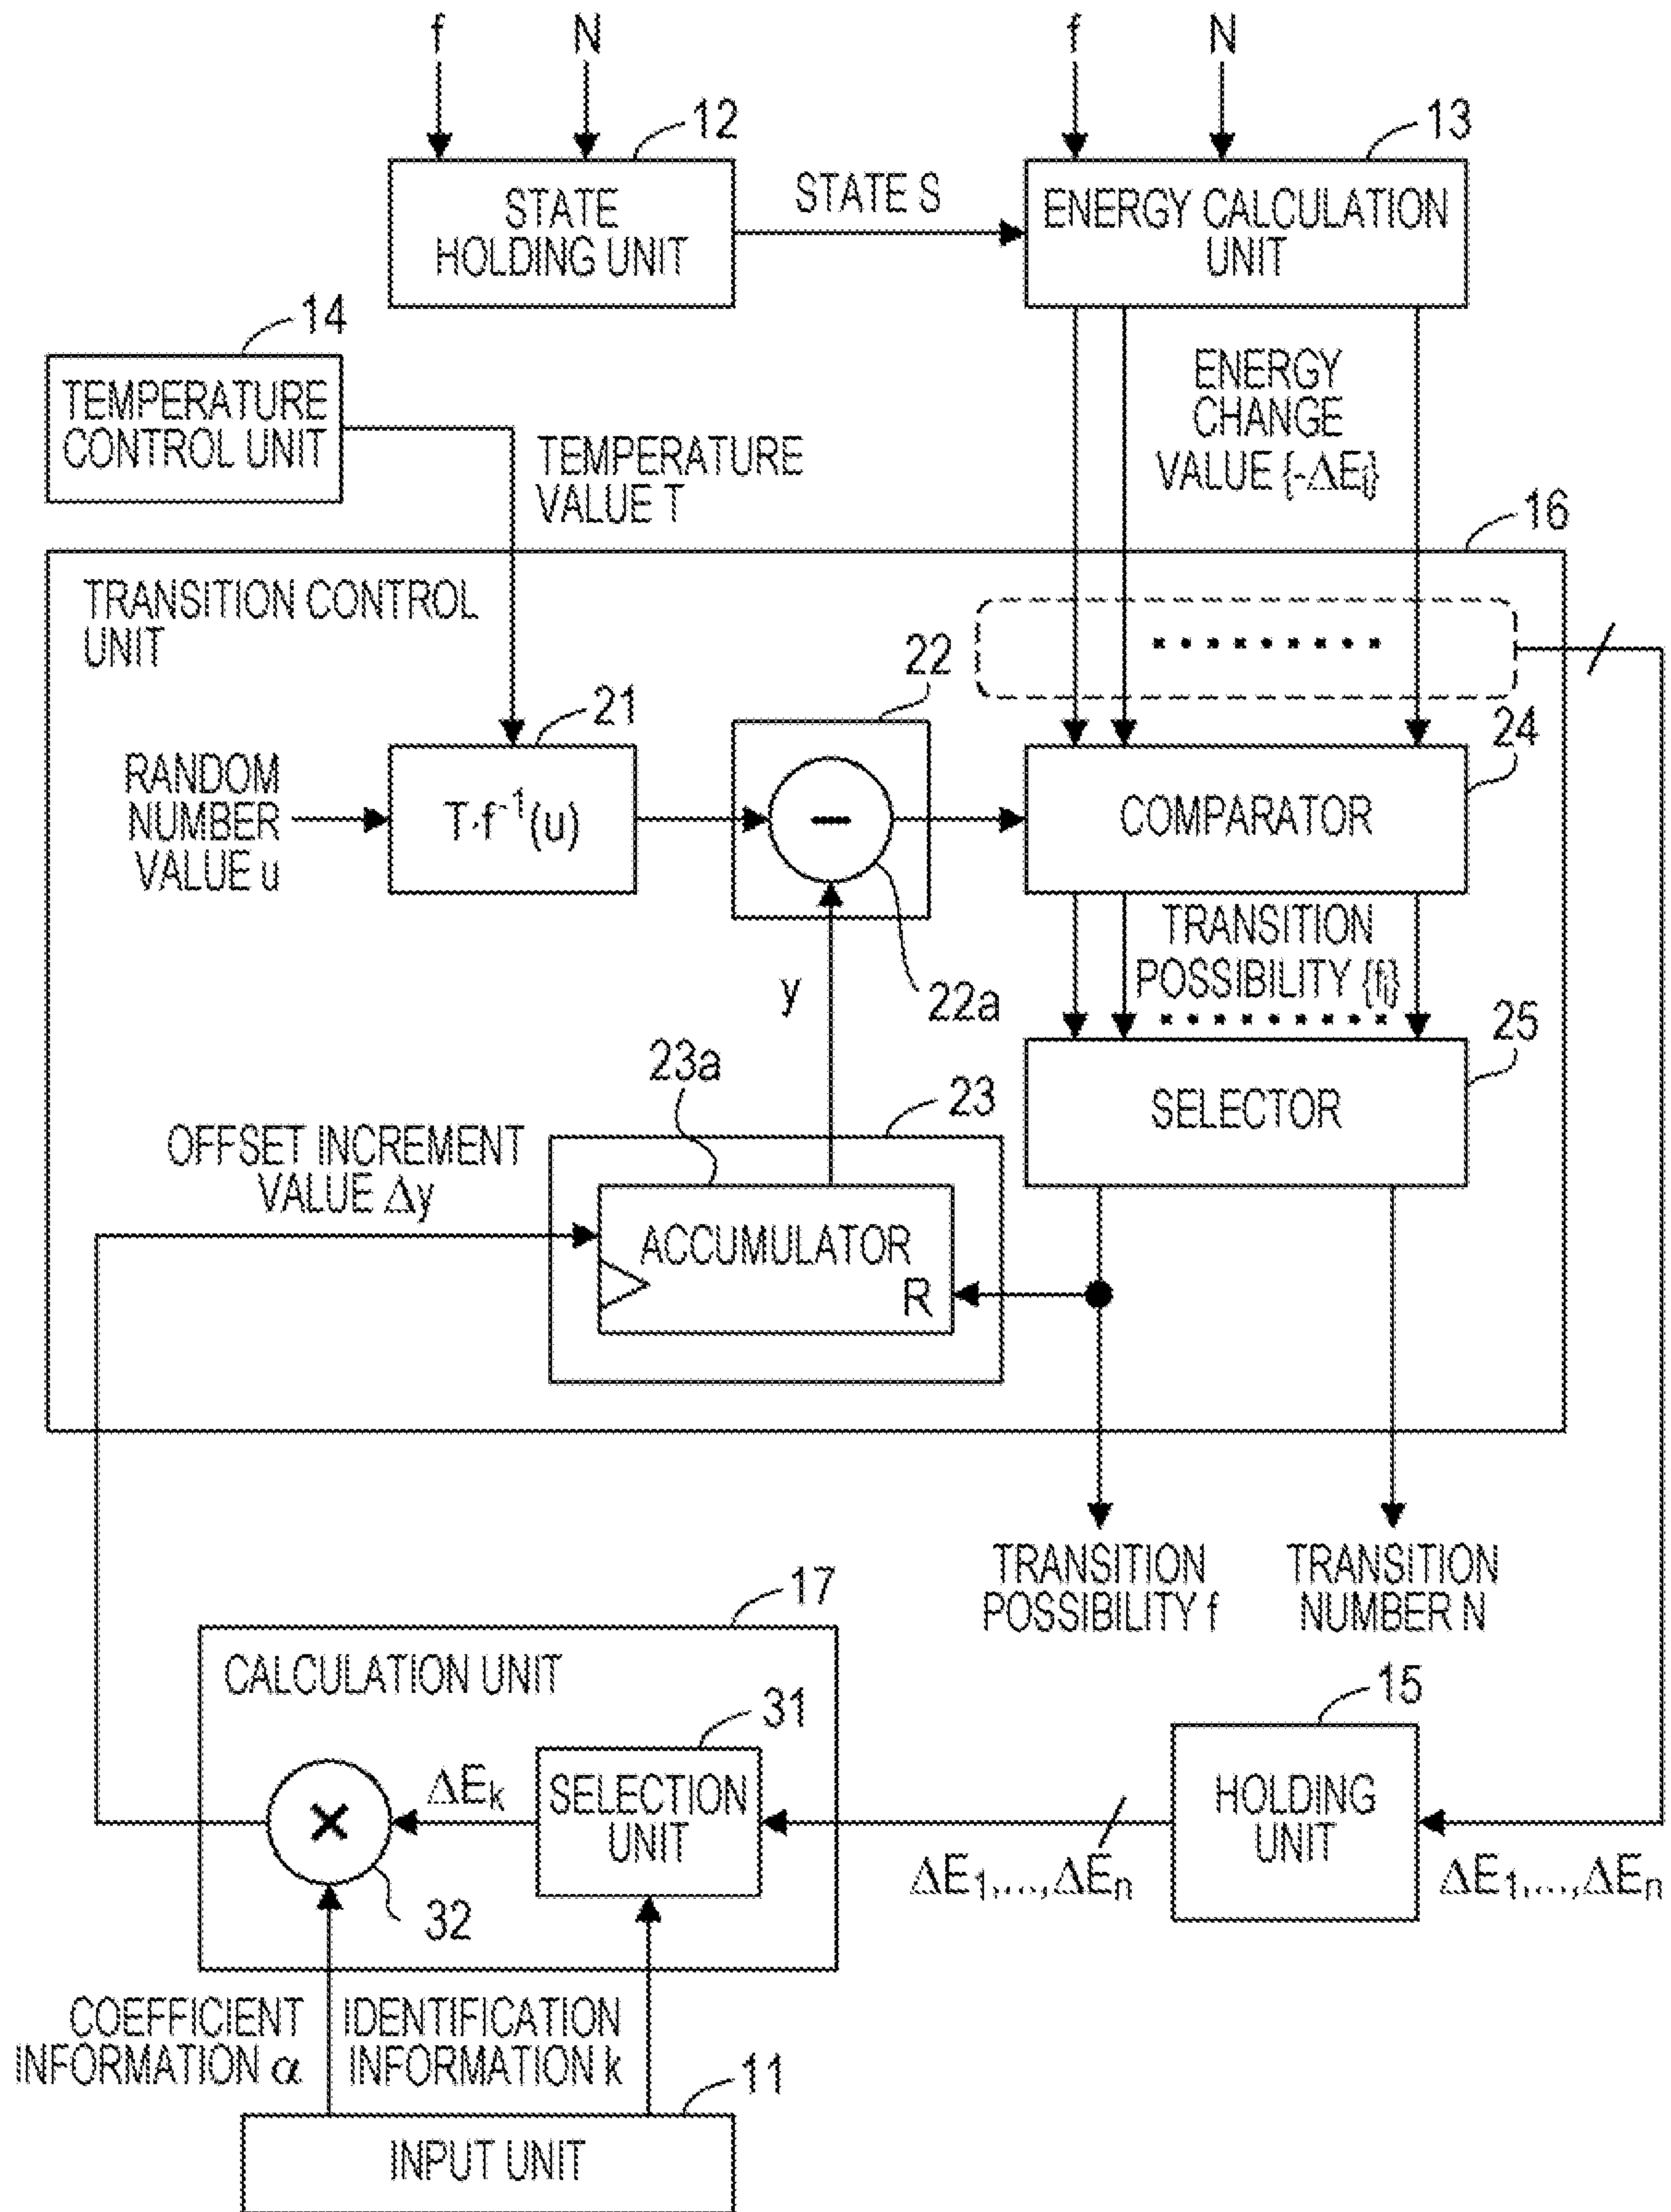 f
N
f
N
12
13
STATE
HOLDING UNIT
STATE S
ENERGY CALCULATION
UNIT
14
TEMPERATURE
CONTROL UNIT
TEMPERATURE
VALUE T
ENERGY
CHANGE
VALUE {-ΔEi}
16
TRANSITION CONTROL
UNIT
22
21
24
RANDOM
NUMBER
VALUE u
T·f⁻¹(u)
−
COMPARATOR
22a
y
TRANSITION
POSSIBILITY {fi}
25
23a
23
SELECTOR
OFFSET INCREMENT
VALUE Δy
ACCUMULATOR
R
TRANSITION
POSSIBILITY f
TRANSITION
NUMBER N
17
CALCULATION UNIT
15
31
×
ΔEk
SELECTION
UNIT
HOLDING
UNIT
32
ΔE1,..,ΔEn
ΔE1,..,ΔEn
COEFFICIENT
INFORMATION α
IDENTIFICATION
INFORMATION k
11
INPUT UNIT